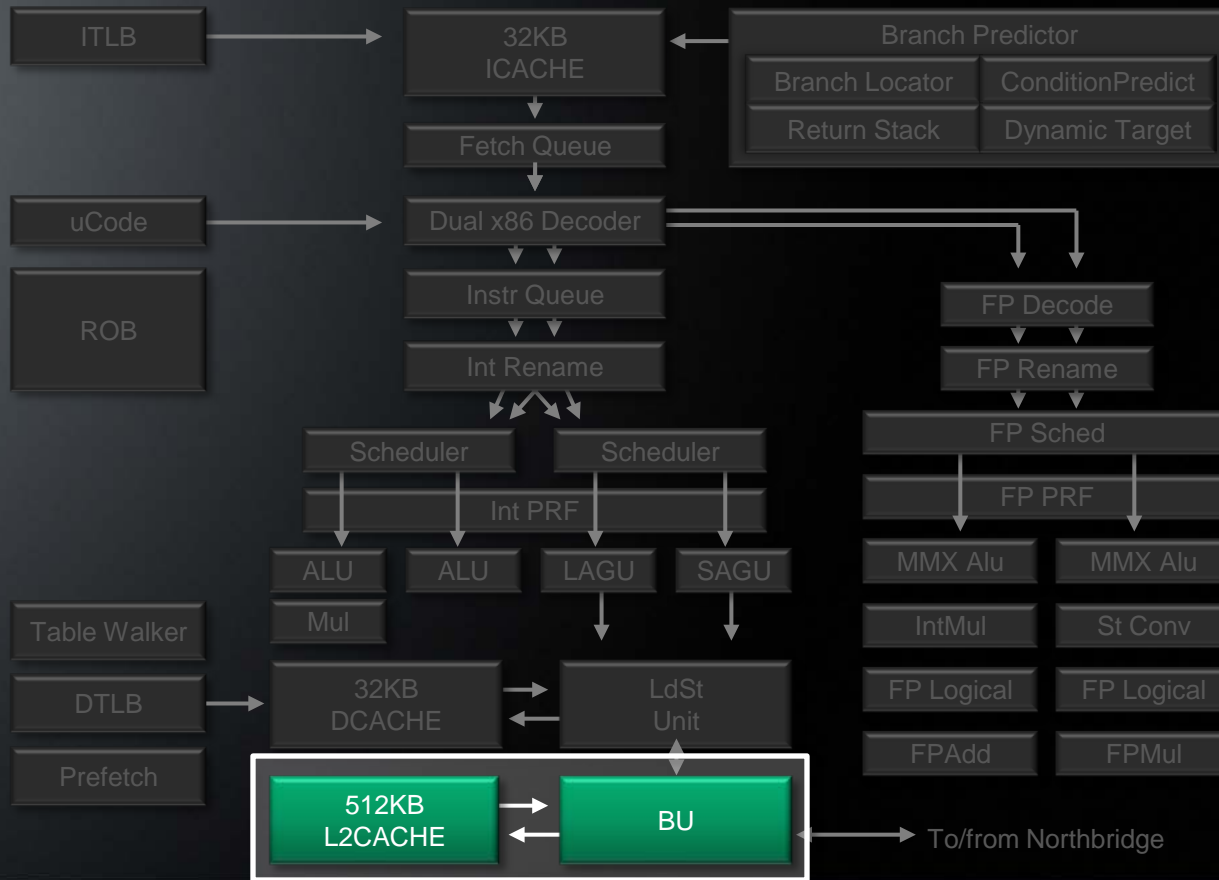 ITLB
32KB
ICACHE
Branch Predictor
Branch Locator
ConditionPredict
Return Stack
Dynamic Target
Fetch Queue
uCode
Dual x86 Decoder
ROB
Instr Queue
FP Decode
Int Rename
FP Rename
Scheduler
Scheduler
FP Sched
Int PRF
FP PRF
ALU
ALU
LAGU
SAGU
MMX Alu
MMX Alu
Mul
Table Walker
IntMul
St Conv
DTLB
32KB
DCACHE
LdSt
Unit
FP Logical
FP Logical
Prefetch
FPAdd
FPMul
512KB
L2CACHE
BU
To/from Northbridge